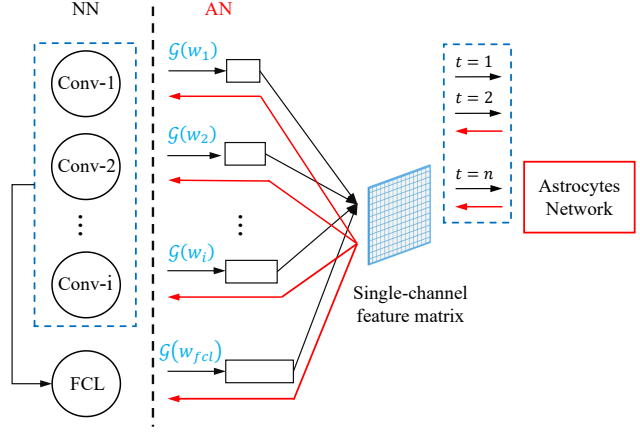 NN
AN
Conv-1
Conv-2
⋮
Conv-i
FCL
𝒢(w₁)
𝒢(w₂)
⋮
𝒢(wᵢ)
𝒢(w_fcl)
Single-channel
feature matrix
t = 1
t = 2
t = n
Astrocytes
Network